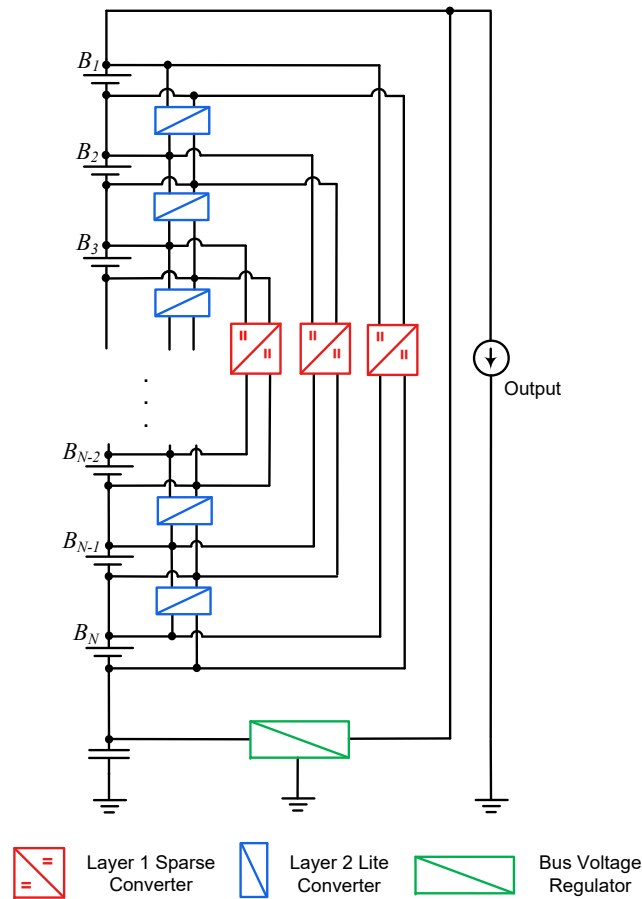 B1
B2
B3
Output
BN-2
BN-1
BN
Layer 1 Sparse
Converter
Layer 2 Lite
Converter
Bus Voltage
Regulator